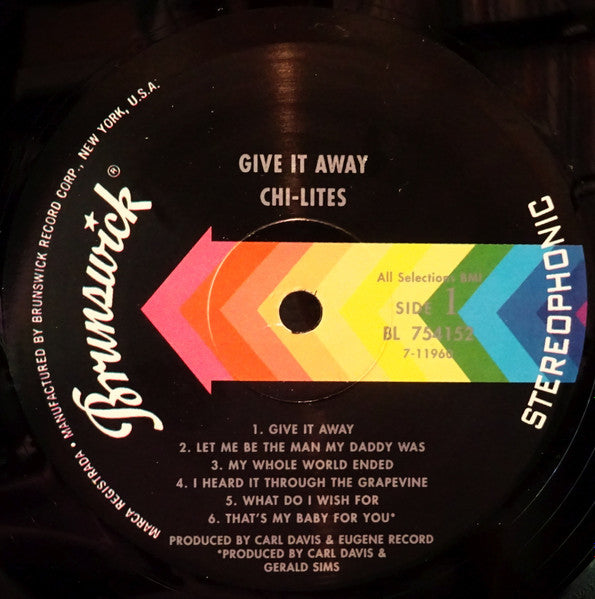 GIVE IT AWAY
CHI-LITES
Brunswick®
MARCA REGISTRADA • MANUFACTURED BY BRUNSWICK RECORD CORP., NEW YORK, U.S.A.
All Selections BMI
SIDE 1
BL 754152
7-11960
STEREOPHONIC
1. GIVE IT AWAY
2. LET ME BE THE MAN MY DADDY WAS
3. MY WHOLE WORLD ENDED
4. I HEARD IT THROUGH THE GRAPEVINE
5. WHAT DO I WISH FOR
6. THAT'S MY BABY FOR YOU*
PRODUCED BY CARL DAVIS & EUGENE RECORD
*PRODUCED BY CARL DAVIS &
GERALD SIMS